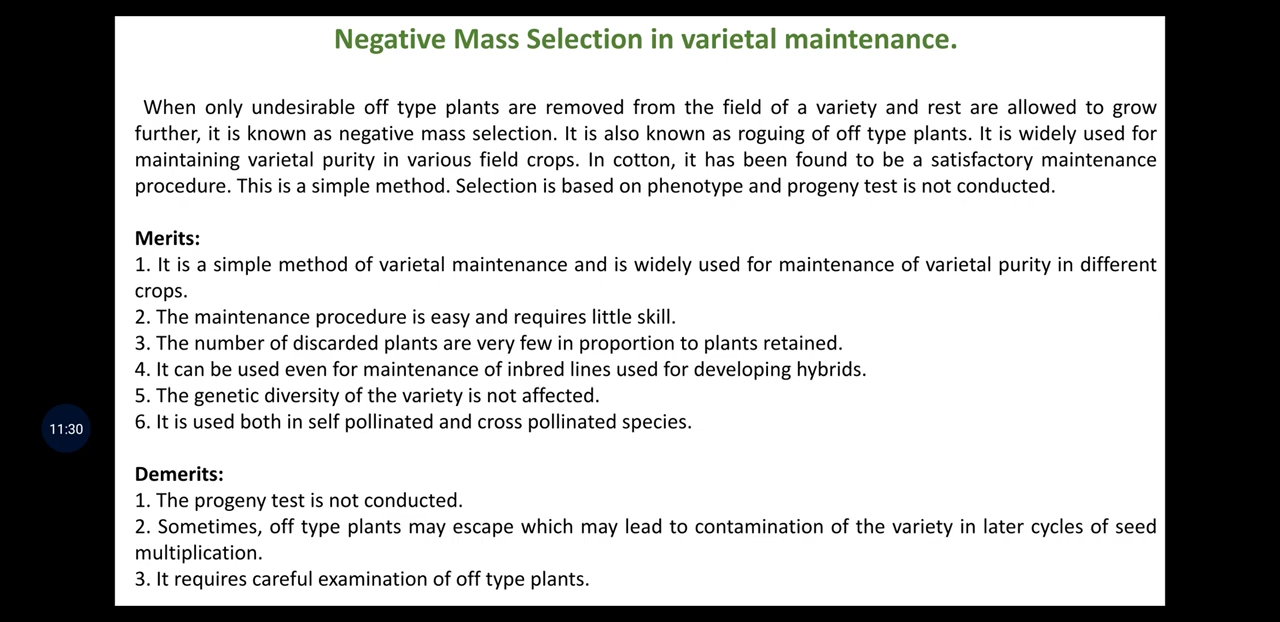 Negative Mass Selection in varietal maintenance.
When only undesirable off type plants are removed from the field of a variety and rest are allowed to grow
further, it is known as negative mass selection. It is also known as roguing of off type plants. It is widely used for
maintaining varietal purity in various field crops. In cotton, it has been found to be a satisfactory maintenance
procedure. This is a simple method. Selection is based on phenotype and progeny test is not conducted.
Merits:
1. It is a simple method of varietal maintenance and is widely used for maintenance of varietal purity in different
crops.
2. The maintenance procedure is easy and requires little skill.
3. The number of discarded plants are very few in proportion to plants retained.
4. It can be used even for maintenance of inbred lines used for developing hybrids.
5. The genetic diversity of the variety is not affected.
6. It is used both in self pollinated and cross pollinated species.
11:30
Demerits:
1. The progeny test is not conducted.
2. Sometimes, off type plants may escape which may lead to contamination of the variety in later cycles of seed
multiplication.
3. It requires careful examination of off type plants.